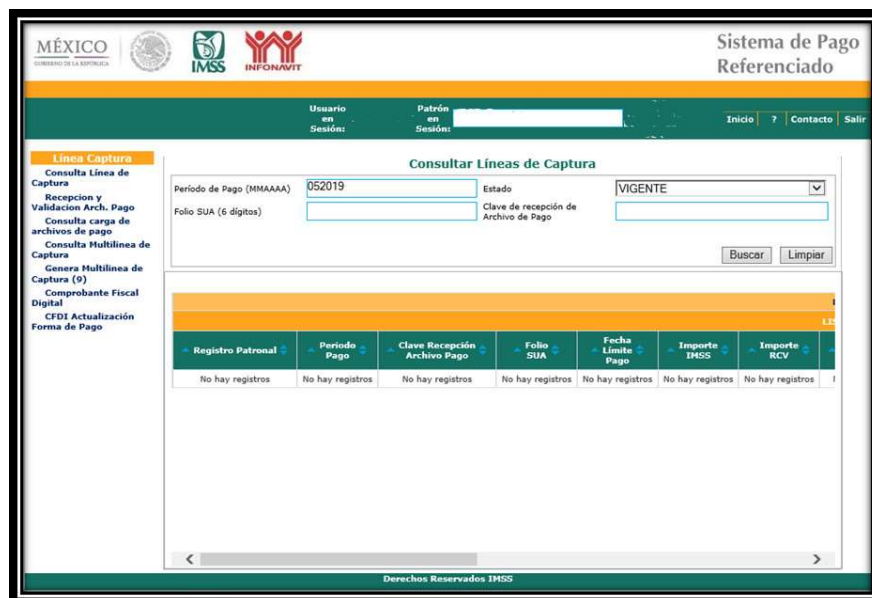 MÉXICO
GOBIERNO DE LA REPÚBLICA
IMSS
INFONAVIT
Sistema de Pago
Referenciado
Usuario
en
Sesión:
Patrón
en
Sesión:
Inicio ? Contacto Salir
Línea Captura
Consulta Línea de
Captura
Recepcion y
Validacion Arch. Pago
Consulta carga de
archivos de pago
Consulta Multilinea de
Captura
Genera Multilinea de
Captura (9)
Comprobante Fiscal
Digital
CFDI Actualización
Forma de Pago
Consultar Líneas de Captura
Período de Pago (MMAAAA) 052019 Estado VIGENTE
Folio SUA (6 dígitos) Clave de recepción de
Archivo de Pago
Buscar Limpiar
LIS
Registro Patronal Periodo
Pago Clave Recepción
Archivo Pago Folio
SUA Fecha
Límite
Pago Importe
IMSS Importe
RCV
No hay registros No hay registros No hay registros No hay registros No hay registros No hay registros No hay registros
Derechos Reservados IMSS